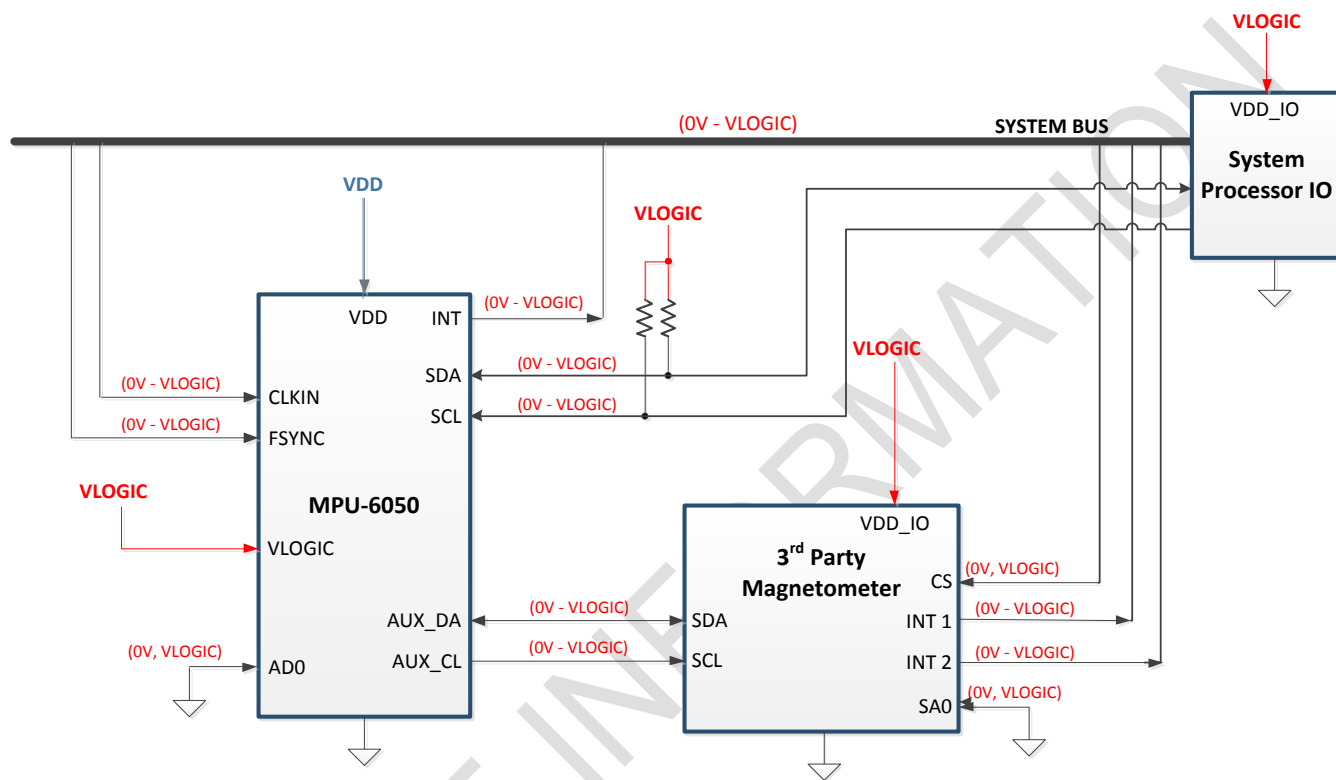 VLOGIC
VDD_IO
System
Processor IO
(0V - VLOGIC)
SYSTEM BUS
VDD
VLOGIC
VDD
INT
(0V - VLOGIC)
SDA
(0V - VLOGIC)
SCL
(0V - VLOGIC)
(0V - VLOGIC)
CLKIN
(0V - VLOGIC)
FSYNC
VLOGIC
VLOGIC
MPU-6050
VLOGIC
VDD_IO
3rd Party
Magnetometer
CS
(0V, VLOGIC)
INT 1
(0V - VLOGIC)
INT 2
(0V - VLOGIC)
SA0
(0V, VLOGIC)
AUX_DA
(0V - VLOGIC)
SDA
AUX_CL
(0V - VLOGIC)
SCL
(0V, VLOGIC)
AD0
INFORMATION